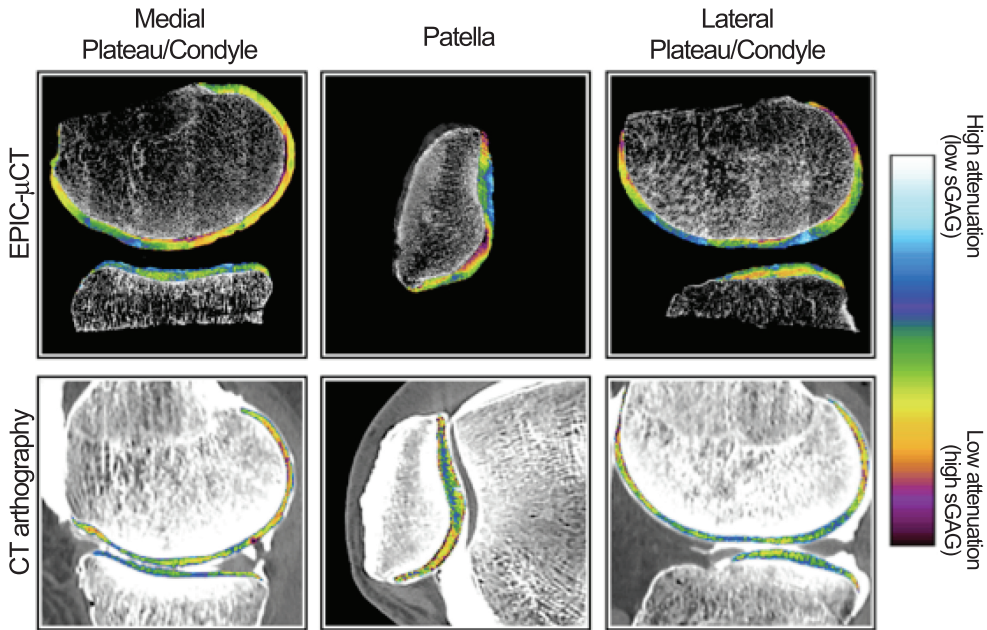 Medial
Plateau/Condyle
Patella
Lateral
Plateau/Condyle
EPIC-μCT
CT arthography
High attenuation
(low sGAG)
Low attenuation
(high sGAG)